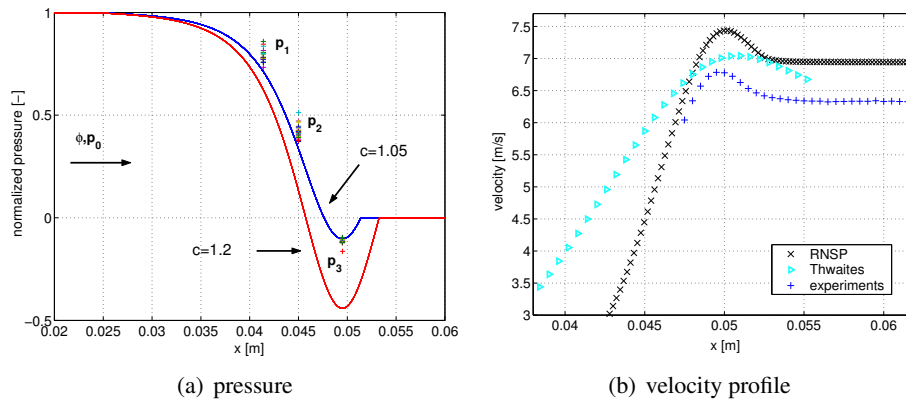 normalized pressure [–]
1
0.5
0
-0.5
0.02 0.025 0.03 0.035 0.04 0.045 0.05 0.055 0.06
x [m]
p1
p2
ϕ,p0
c=1.05
c=1.2
p3
(a) pressure
velocity [m/s]
7.5
7
6.5
6
5.5
5
4.5
4
3.5
3
0.04 0.045 0.05 0.055 0.06
x [m]
RNSP
Thwaites
experiments
(b) velocity profile